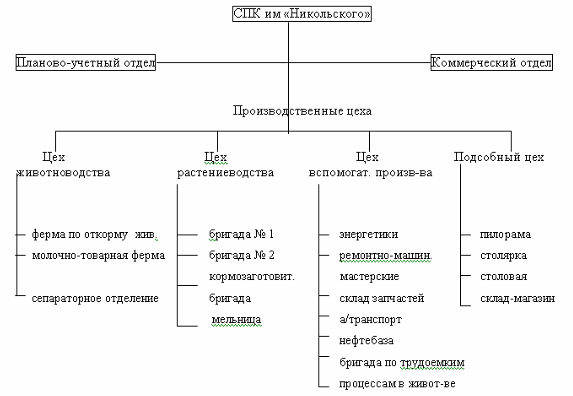 СПК им «Никольского»
Планово-учетный отдел
Коммерческий отдел
Производственные цеха
Цех
животноводства
ферма по откорму жив.
молочно-товарная ферма
сепараторное отделение
Цех
растениеводства
бригада № 1
бригада № 2
кормозаготовит.
бригада
мельница
Цех
вспомогат. произв-ва
энергетики
ремонтно-машин.
мастерские
склад запчастей
а/транспорт
нефтебаза
бригада по трудоемким
процессам в живот-ве
Подсобный цех
пилорама
столярка
столовая
склад-магазин